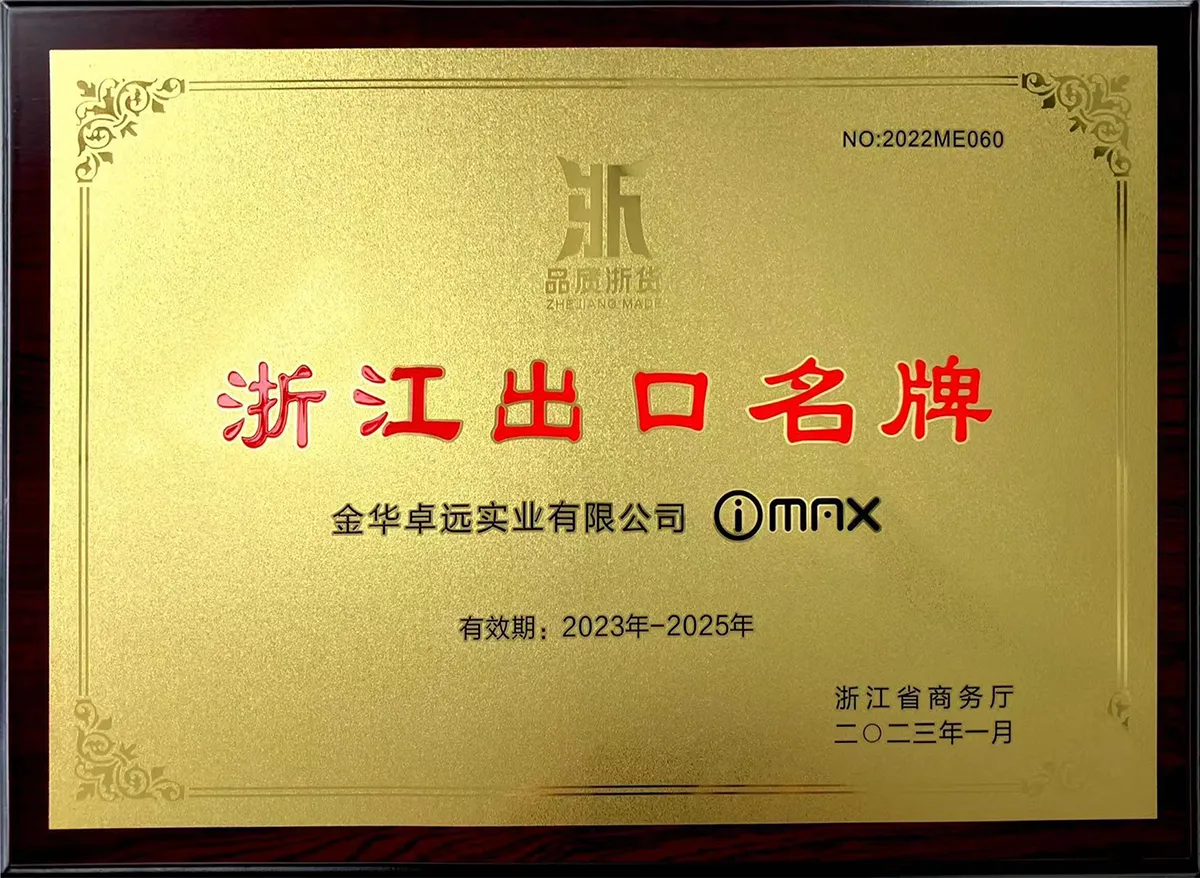 NO:2022ME060
浙
品质浙货
ZHEJIANG MADE
浙江出口名牌
金华卓远实业有限公司 imax
有效期：2023年-2025年
浙江省商务厅
二〇二三年一月